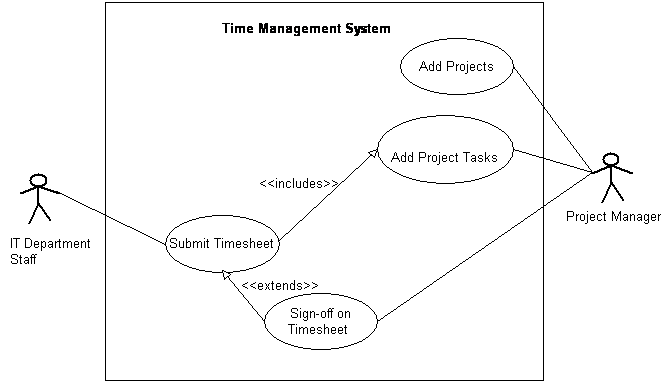 Time Management System
Add Projects
Add Project Tasks
<<includes>>
Project Manager
IT Department
Staff
Submit Timesheet
<<extends>>
Sign-off on
Timesheet